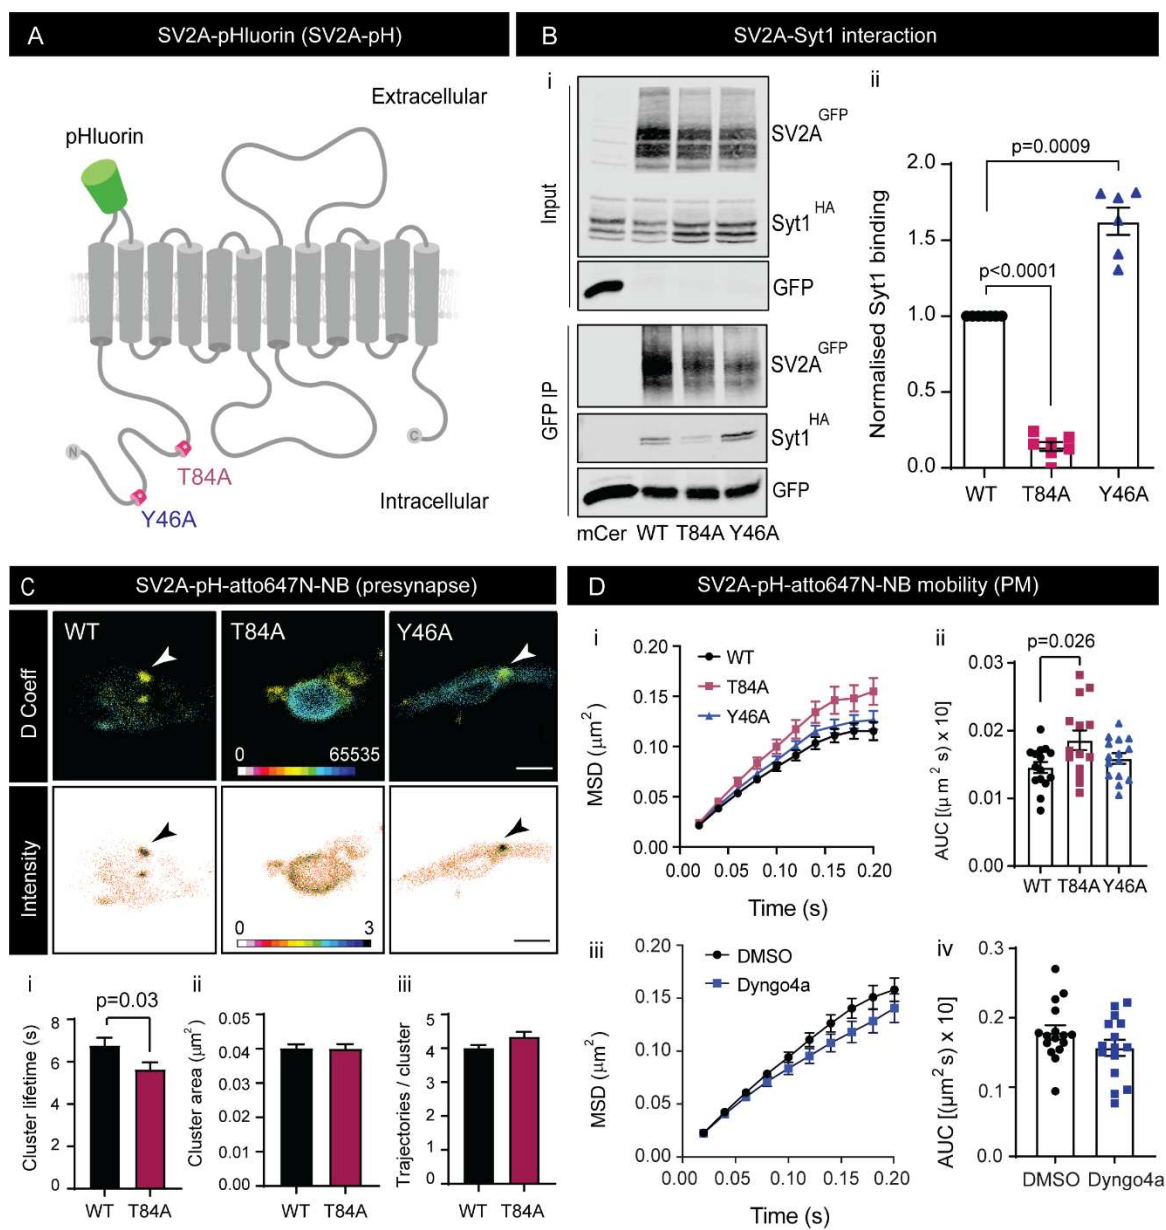 A SV2A-pHluorin (SV2A-pH)
Extracellular
pHluorin
N
C
T84A
Y46A
Intracellular
B SV2A-Syt1 interaction
i
Input
SV2A GFP
Syt1 HA
GFP
GFP IP
SV2A GFP
Syt1 HA
GFP
mCer WT T84A Y46A
ii
Normalised Syt1 binding
2.0
1.5
1.0
0.5
0.0
p=0.0009
p<0.0001
WT T84A Y46A
C SV2A-pH-atto647N-NB (presynapse)
D Coeff
WT T84A Y46A
0 65535
Intensity
0 3
i
p=0.03
Cluster lifetime (s)
8
6
4
2
0
WT T84A
ii
Cluster area (μm²)
0.05
0.04
0.03
0.02
0.01
0.00
WT T84A
iii
Trajectories / cluster
5
4
3
2
1
0
WT T84A
D SV2A-pH-atto647N-NB mobility (PM)
i
MSD (μm²)
0.20
0.15
0.10
0.05
0.00
WT
T84A
Y46A
0.00 0.05 0.10 0.15 0.20
Time (s)
ii
p=0.026
AUC [(μm² s) x 10]
0.03
0.02
0.01
0.00
WT T84A Y46A
iii
MSD (μm²)
0.20
0.15
0.10
0.05
0.00
DMSO
Dyngo4a
0.00 0.05 0.10 0.15 0.20
Time (s)
iv
AUC [(μm² s) x 10]
0.3
0.2
0.1
0.0
DMSO Dyngo4a